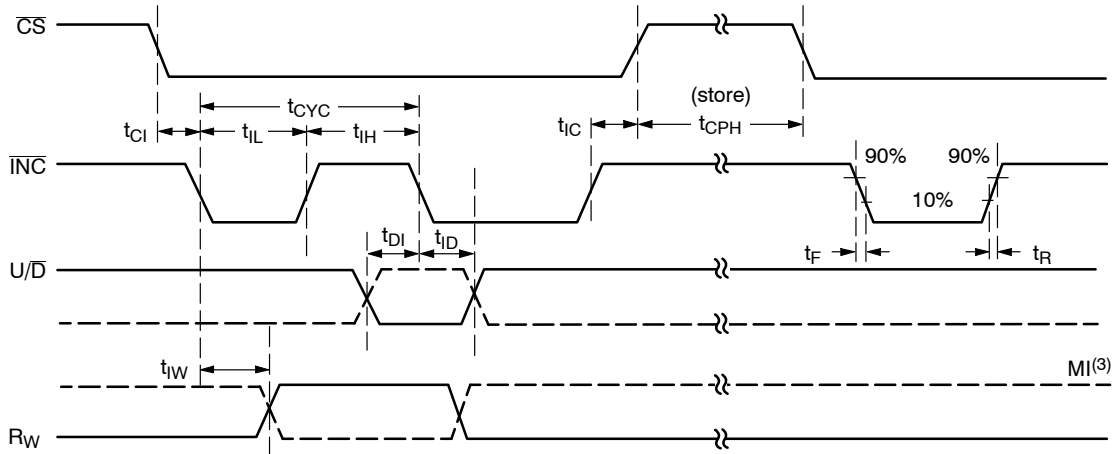 CS
(store)
tCYC
tCI
tIL
tIH
tIC
tCPH
INC
90%
90%
10%
tDI
tID
tF
tR
U/D
tIW
MI(3)
RW